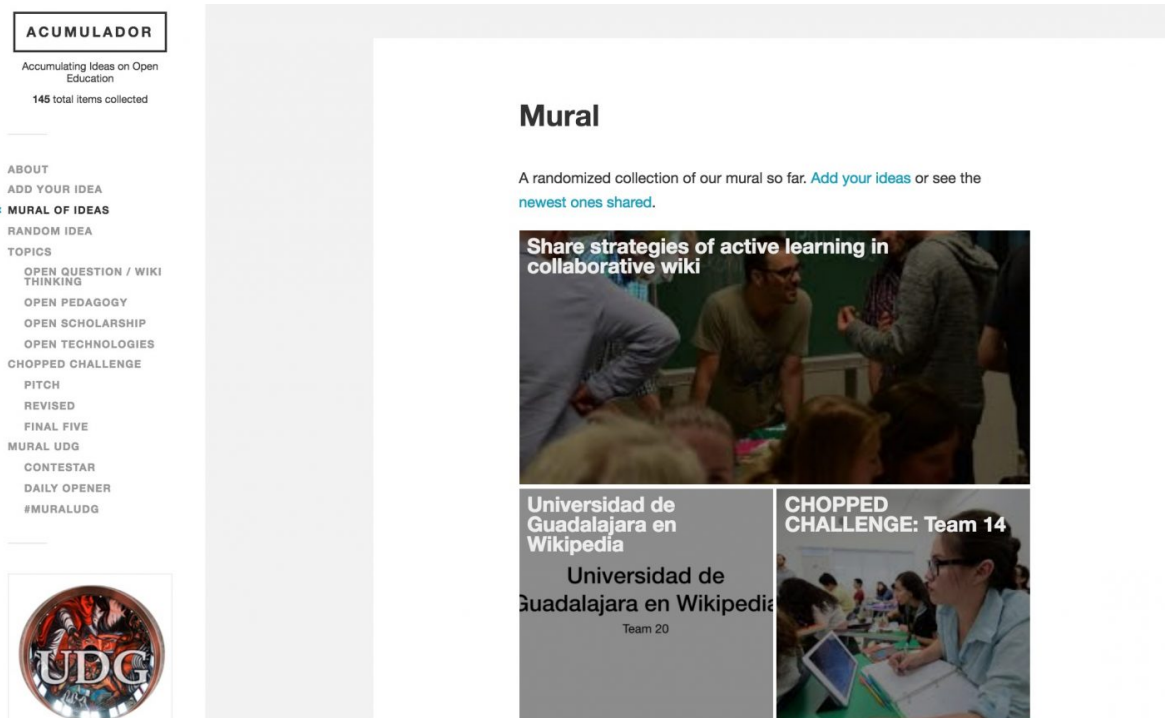 ACUMULADOR
Accumulating Ideas on Open
Education
145 total items collected
ABOUT
ADD YOUR IDEA
MURAL OF IDEAS
RANDOM IDEA
TOPICS
OPEN QUESTION / WIKI
THINKING
OPEN PEDAGOGY
OPEN SCHOLARSHIP
OPEN TECHNOLOGIES
CHOPPED CHALLENGE
PITCH
REVISED
FINAL FIVE
MURAL UDG
CONTESTAR
DAILY OPENER
#MURALUDG
UDG
Mural
A randomized collection of our mural so far. Add your ideas or see the
newest ones shared.
Share strategies of active learning in
collaborative wiki
Universidad de
Guadalajara en
Wikipedia
Universidad de
Guadalajara en Wikipedia
Team 20
CHOPPED
CHALLENGE: Team 14